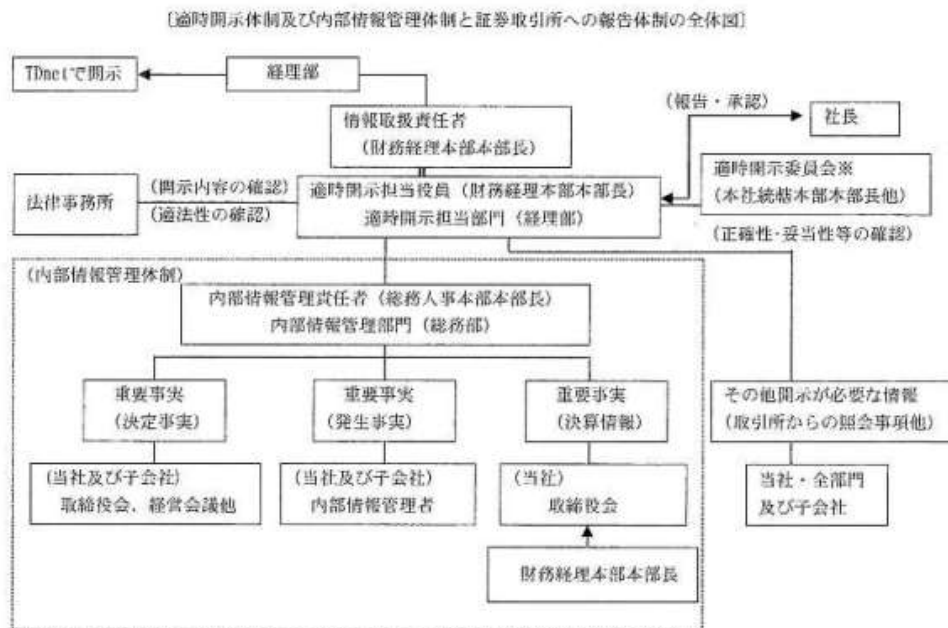 〔適時開示体制及び内部情報管理体制と証券取引所への報告体制の全体図〕
TDnetで開示
経理部
情報取扱責任者
(財務経理本部本部長)
(報告・承認)
社長
法律事務所
(開示内容の確認)
(適法性の確認)
適時開示担当役員(財務経理本部本部長)
適時開示担当部門(経理部)
適時開示委員会※
(本社統轄本部本部長他)
(正確性・妥当性等の確認)
(内部情報管理体制)
内部情報管理責任者(総務人事本部本部長)
内部情報管理部門(総務部)
重要事実
(決定事実)
重要事実
(発生事実)
重要事実
(決算情報)
その他開示が必要な情報
(取引所からの照会事項他)
(当社及び子会社)
取締役会、経営会議他
(当社及び子会社)
内部情報管理者
(当社)
取締役会
当社・全部門
及び子会社
財務経理本部本部長